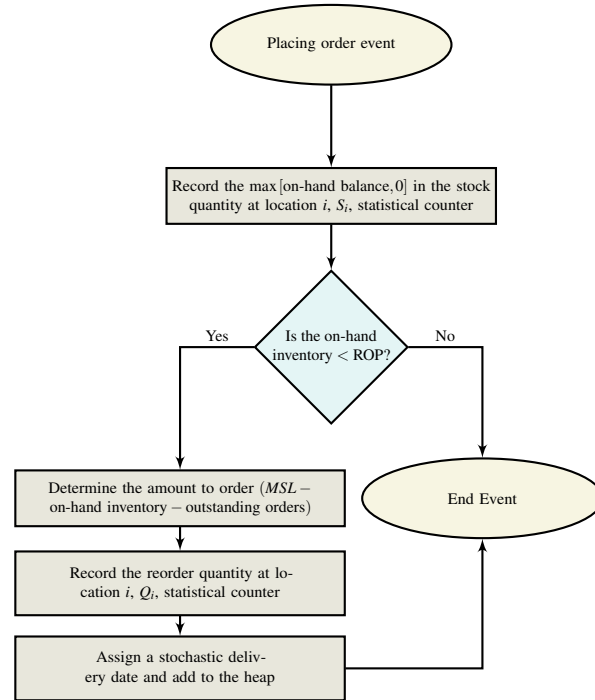 Placing order event
Record the max [on-hand balance,0] in the stock
quantity at location i, Sᵢ, statistical counter
Is the on-hand
inventory < ROP?
Yes
No
Determine the amount to order (MSL −
on-hand inventory − outstanding orders)
End Event
Record the reorder quantity at lo-
cation i, Qᵢ, statistical counter
Assign a stochastic deliv-
ery date and add to the heap